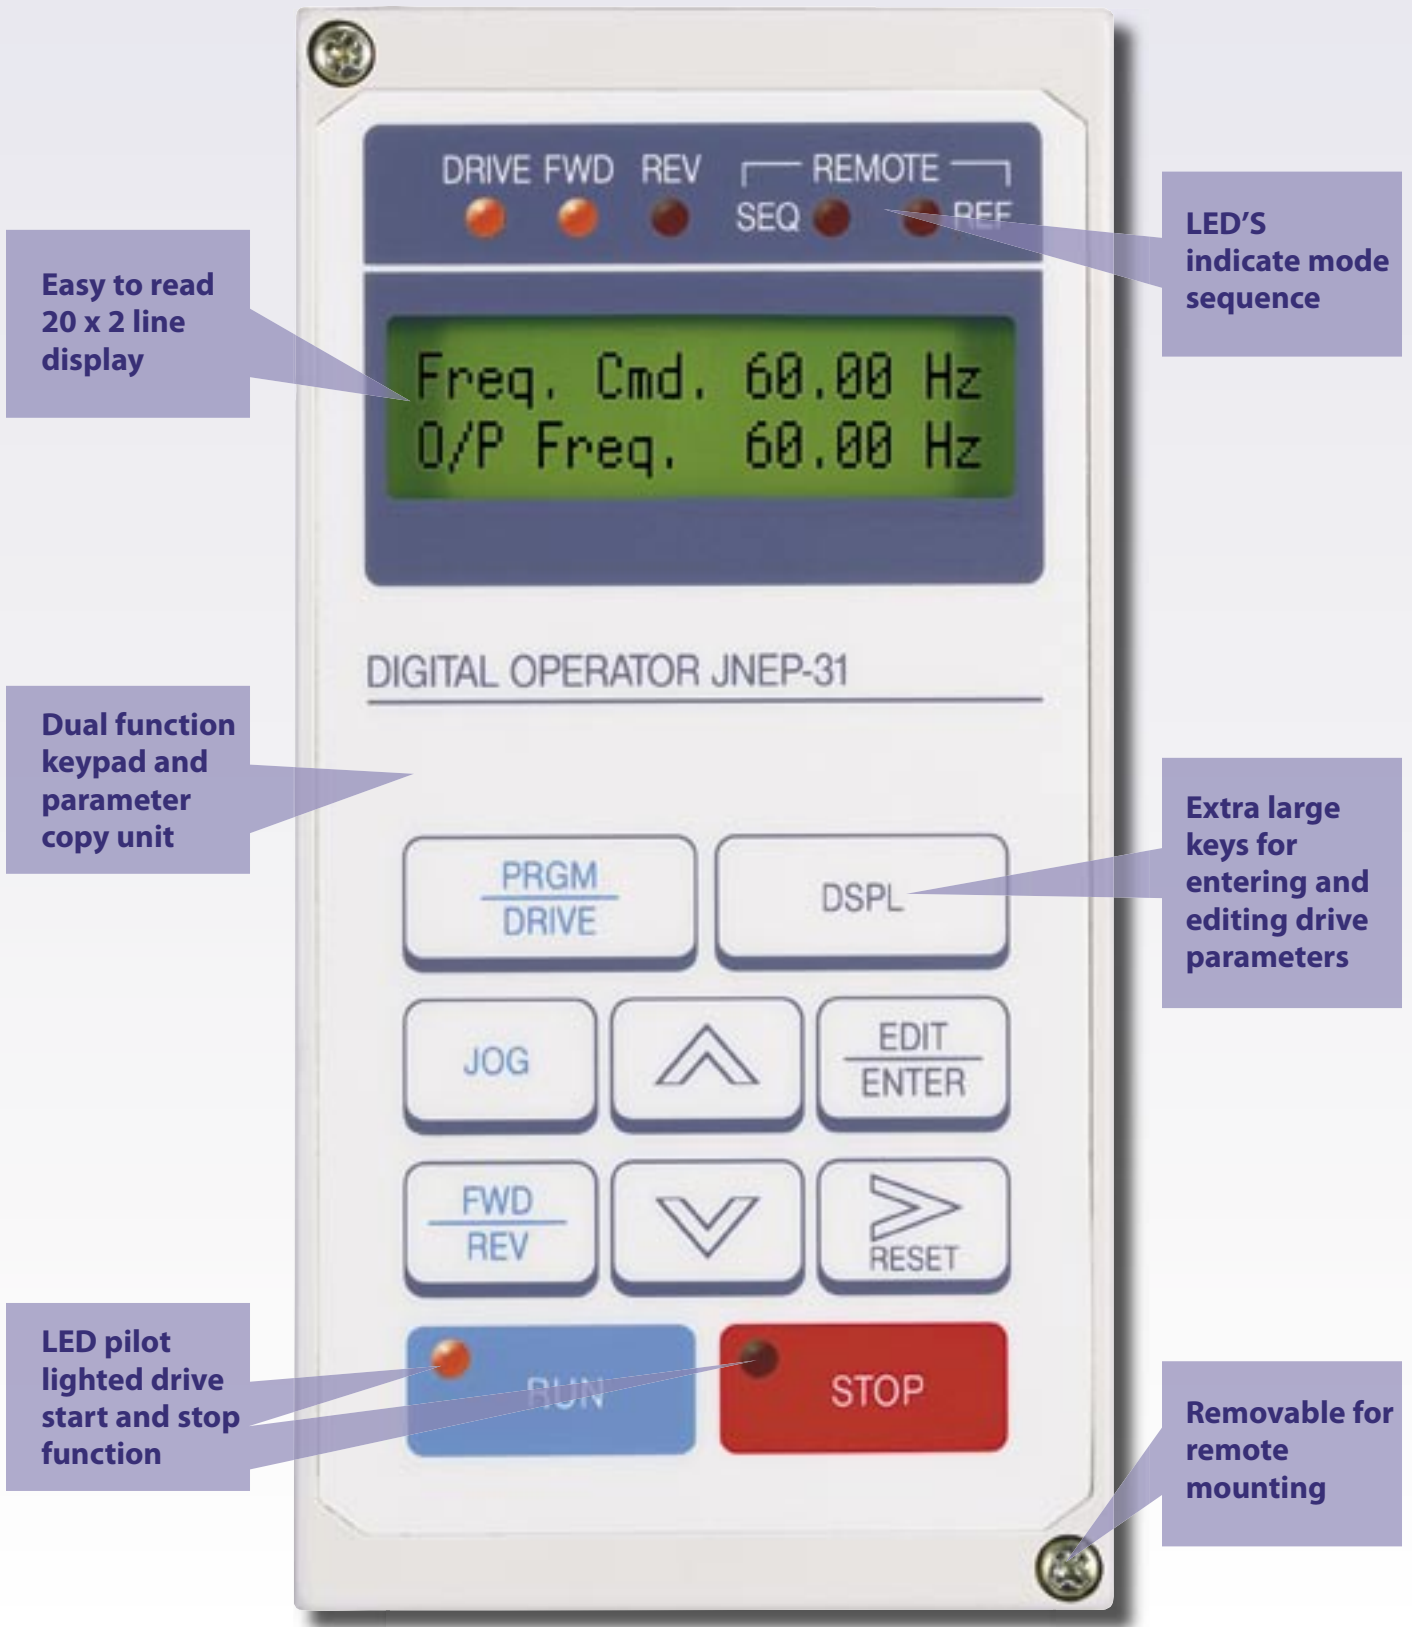 DRIVE FWD REV REMOTE
SEQ REF
LED'S
indicate mode
sequence
Easy to read
20 x 2 line
display
Freq. Cmd. 60.00 Hz
O/P Freq. 60.00 Hz
DIGITAL OPERATOR JNEP-31
Dual function
keypad and
parameter
copy unit
Extra large
keys for
entering and
editing drive
parameters
PRGM
DRIVE
DSPL
JOG
EDIT
ENTER
FWD
REV
RESET
LED pilot
lighted drive
start and stop
function
RUN
STOP
Removable for
remote
mounting